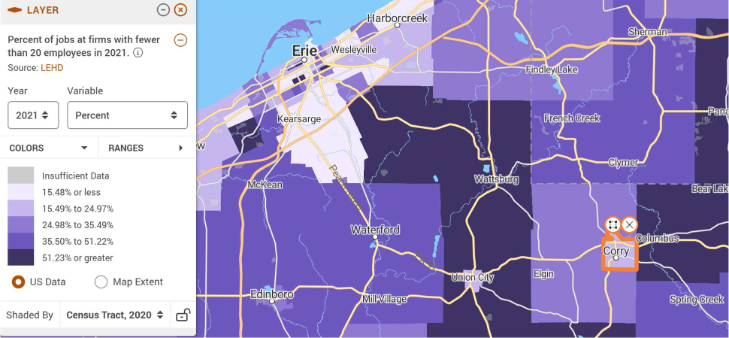 LAYER
Percent of jobs at firms with fewer
than 20 employees in 2021.
Source: LEHD
Year
Variable
2021
Percent
COLORS
RANGES
Insufficient Data
15.48% or less
15.49% to 24.97%
24.98% to 35.49%
35.50% to 51.22%
51.23% or greater
US Data
Map Extent
Shaded By
Census Tract, 2020
Harborcreek
Erie
Wesleyville
Sherman
Findley Lake
Kearsarge
French Creek
Clymer
McKean
Wattsburg
Bear Lak
Waterford
Columbus
Corry
Union City
Elgin
Edinboro
Mill Village
Spring Creek